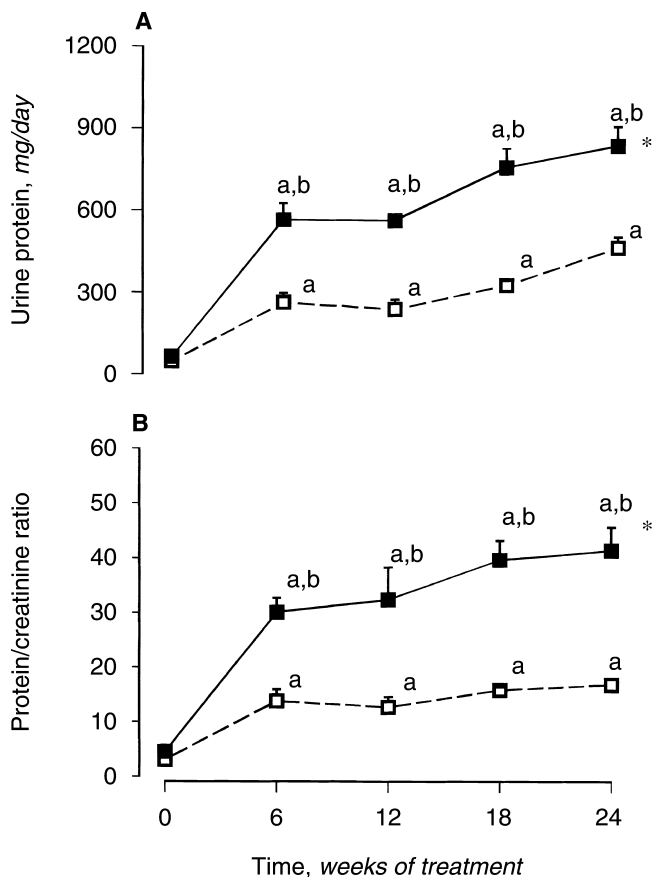 A
1200
900
600
300
0
Urine protein, mg/day
a,b
a,b
a,b
a,b
*
a
a
a
a
B
60
50
40
30
20
10
0
Protein/creatinine ratio
a,b
a,b
a,b
a,b
*
a
a
a
a
0 6 12 18 24
Time, weeks of treatment